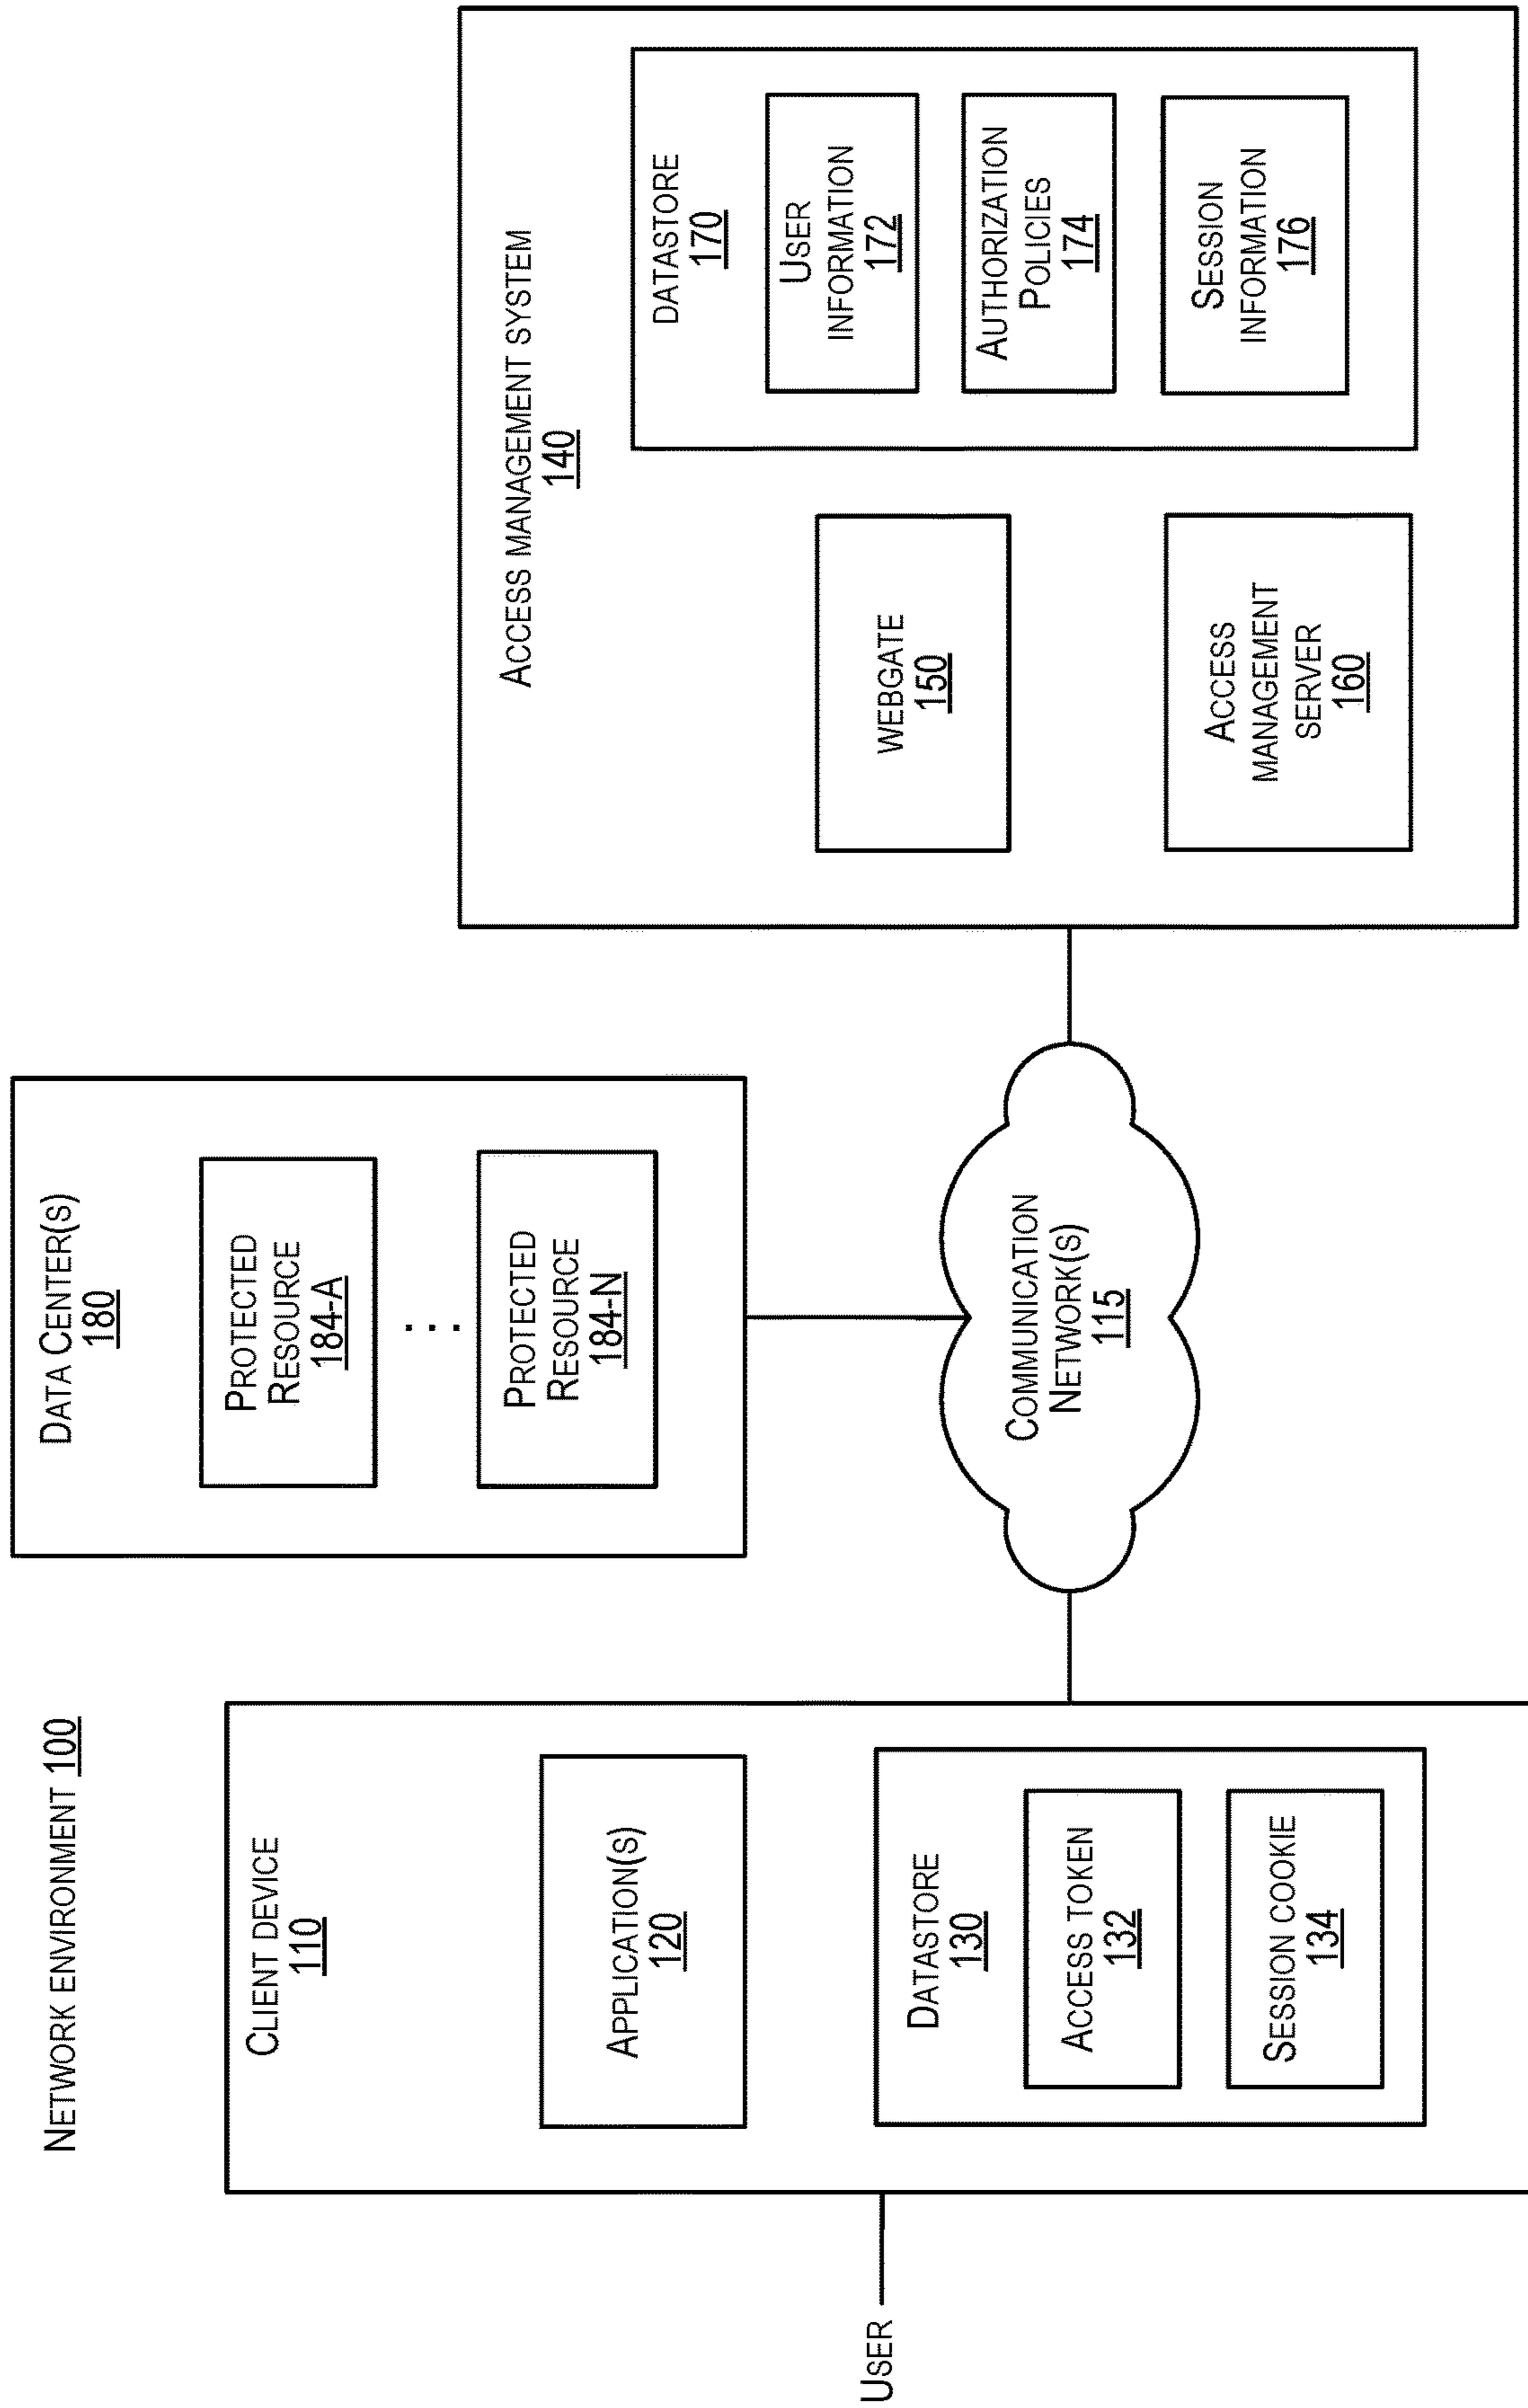 NETWORK ENVIRONMENT 100
USER
CLIENT DEVICE
110
APPLICATION(S)
120
DATASTORE
130
ACCESS TOKEN
132
SESSION COOKIE
134
DATA CENTER(S)
180
PROTECTED
RESOURCE
184-A
...
PROTECTED
RESOURCE
184-N
COMMUNICATION
NETWORK(S)
115
ACCESS MANAGEMENT SYSTEM
140
WEBGATE
150
ACCESS
MANAGEMENT
SERVER
160
DATASTORE
170
USER
INFORMATION
172
AUTHORIZATION
POLICIES
174
SESSION
INFORMATION
176